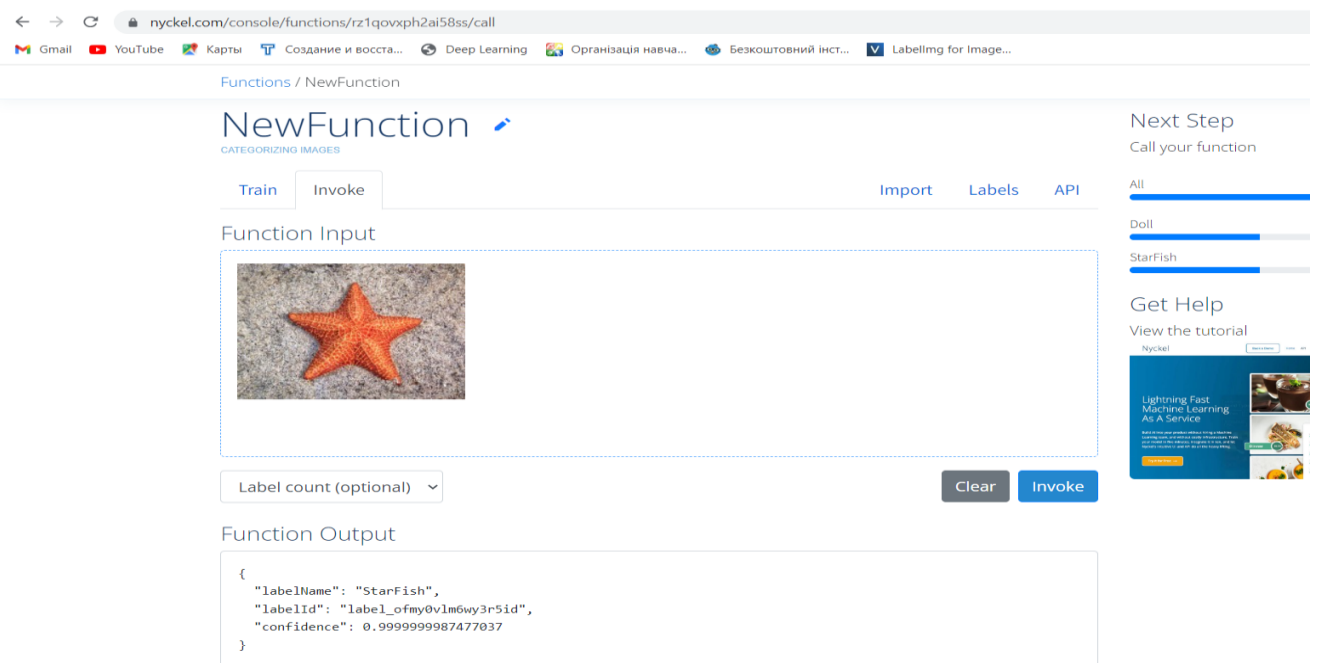 nyckel.com/console/functions/rz1qovxph2ai58ss/call
Gmail YouTube Карты Создание и восста... Deep Learning Організація навча... Безкоштовний інст... LabelImg for Image...
Functions / NewFunction
NewFunction
CATEGORIZING IMAGES
Train Invoke Import Labels API
Function Input
Label count (optional) Clear Invoke
Function Output
{
"labelName": "StarFish",
"labelId": "label_ofmy0vlm6wy3r5id",
"confidence": 0.9999999987477037
}
Next Step
Call your function
All
Doll
StarFish
Get Help
View the tutorial
Nyckel
Lightning Fast
Machine Learning
As A Service